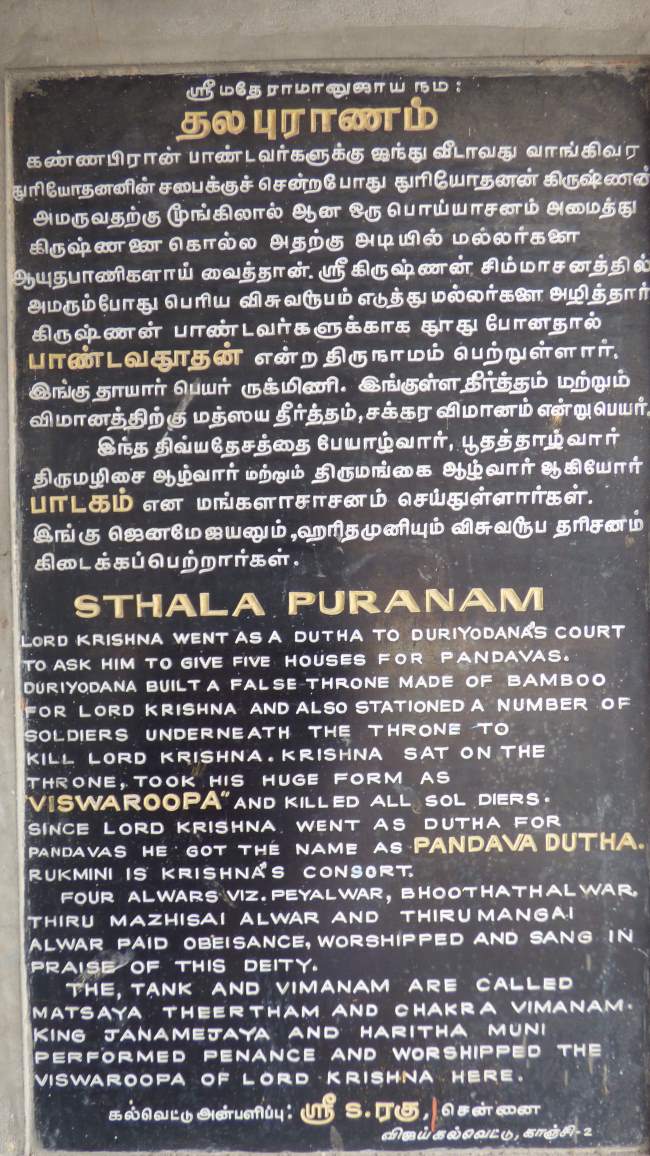 ஸ்ரீமதே ராமானுஜாய நம:
தல புராணம்
கண்ணபிரான் பாண்டவர்களுக்கு ஐந்து வீடாவது வாங்கிவர
துரியோதனனின் சபைக்குச் சென்றபோது துரியோதனன் கிருஷ்ணன்
அமருவதற்கு மூங்கிலால் ஆன ஒரு பொய்யாசனம் அமைத்து
கிருஷ்ணனை கொல்ல அதற்கு அடியில் மல்லர்களை
ஆயுதபாணிகளாய் வைத்தான். ஸ்ரீ கிருஷ்ணன் சிம்மாசனத்தில்
அமரும்போது பெரிய விசுவரூபம் எடுத்து மல்லர்களை அழித்தார்
கிருஷ்ணன் பாண்டவர்களுக்காக தூது போனதால்
பாண்டவதூதன் என்ற திருநாமம் பெற்றுள்ளார்.
இங்கு தாயார் பெயர் ருக்மிணி. இங்குள்ள தீர்த்தம் மற்றும்
விமானத்திற்கு மத்ஸய தீர்த்தம், சக்கர விமானம் என்று பெயர்.
இந்த திவ்யதேசத்தை பேயாழ்வார், பூதத்தாழ்வார்
திருமழிசை ஆழ்வார் மற்றும் திருமங்கை ஆழ்வார் ஆகியோர்
பாடகம் என மங்களாசாசனம் செய்துள்ளார்கள்.
இங்கு ஜெனமேஜயனும், ஹரிதமுனியும் விசுவரூப தரிசனம்
கிடைக்கப்பெற்றார்கள்.
STHALA PURANAM
LORD KRISHNA WENT AS A DUTHA TO DURIYODANA'S COURT
TO ASK HIM TO GIVE FIVE HOUSES FOR PANDAVAS.
DURIYODANA BUILT A FALSE THRONE MADE OF BAMBOO
FOR LORD KRISHNA AND ALSO STATIONED A NUMBER OF
SOLDIERS UNDERNEATH THE THRONE TO
KILL LORD KRISHNA. KRISHNA SAT ON THE
THRONE, TOOK HIS HUGE FORM AS
"VISWAROOPA" AND KILLED ALL SOL DIERS.
SINCE LORD KRISHNA WENT AS DUTHA FOR
PANDAVAS HE GOT THE NAME AS PANDAVA DUTHA.
RUKMINI IS KRISHNA'S CONSORT.
FOUR ALWARS VIZ. PEYALWAR, BHOOTHATHALWAR,
THIRU MAZHISAI ALWAR AND THIRUMANGAI
ALWAR PAID OBEISANCE, WORSHIPPED AND SANG IN
PRAISE OF THIS DEITY.
THE, TANK AND VIMANAM ARE CALLED
MATSAYA THEERTHAM AND CHAKRA VIMANAM.
KING JANAMEJAYA AND HARITHA MUNI
PERFORMED PENANCE AND WORSHIPPED THE
VISWAROOPA OF LORD KRISHNA HERE.
கல்வெட்டு அன்பளிப்பு: ஸ்ரீ S. ரகு, சென்னை
விஜய் கல்வெட்டு, காஞ்சி-2